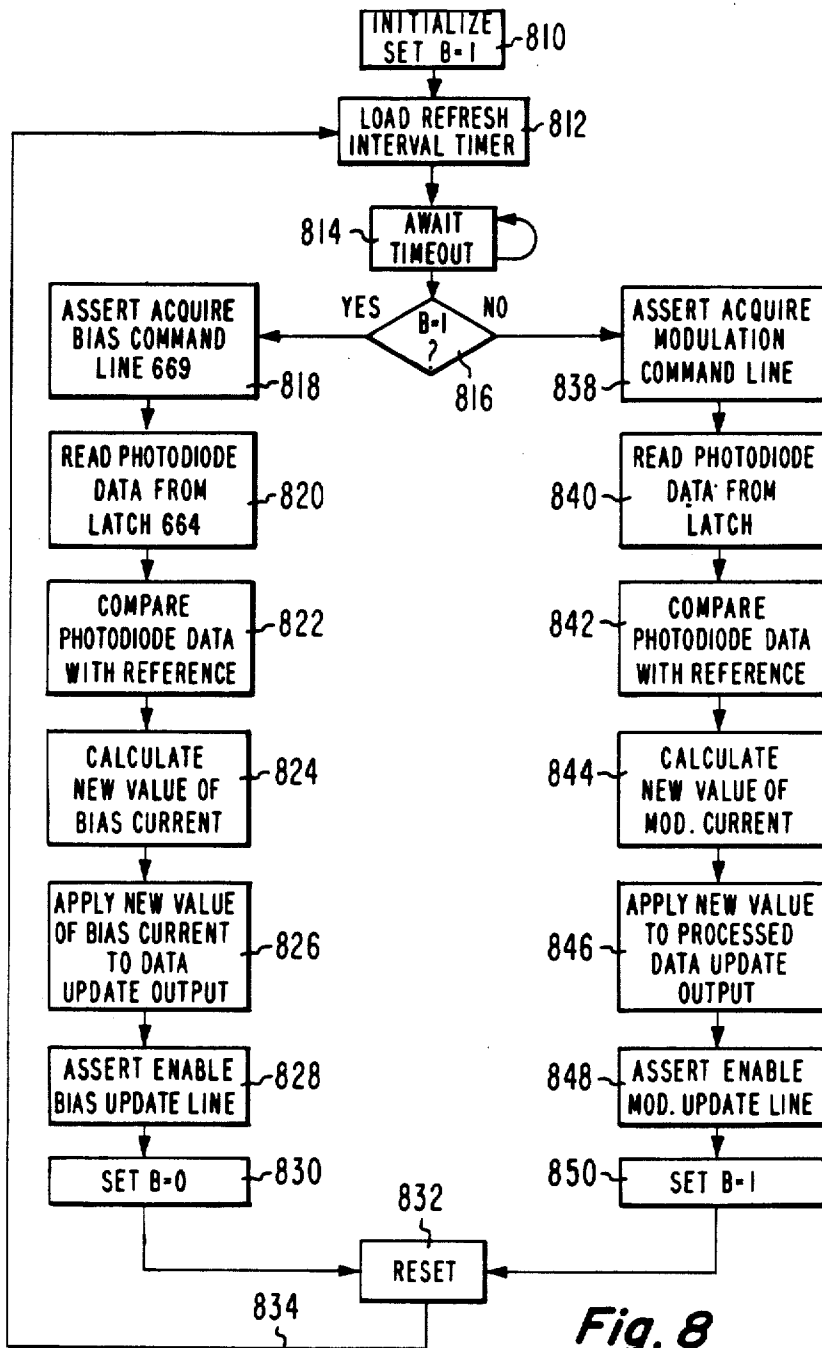 INITIALIZE
SET B=1
810
LOAD REFRESH
INTERVAL TIMER
812
AWAIT
TIMEOUT
814
YES
NO
B=1
?
816
ASSERT ACQUIRE
BIAS COMMAND
LINE 669
818
READ PHOTODIODE
DATA FROM
LATCH 664
820
COMPARE
PHOTODIODE DATA
WITH REFERENCE
822
CALCULATE
NEW VALUE OF
BIAS CURRENT
824
APPLY NEW VALUE
OF BIAS CURRENT
TO DATA
UPDATE OUTPUT
826
ASSERT ENABLE
BIAS UPDATE LINE
828
SET B=0
830
ASSERT ACQUIRE
MODULATION
COMMAND LINE
838
READ PHOTODIODE
DATA FROM
LATCH
840
COMPARE
PHOTODIODE DATA
WITH REFERENCE
842
CALCULATE
NEW VALUE OF
MOD. CURRENT
844
APPLY NEW VALUE
TO PROCESSED
DATA UPDATE
OUTPUT
846
ASSERT ENABLE
MOD. UPDATE LINE
848
SET B=1
850
832
RESET
834
Fig. 8